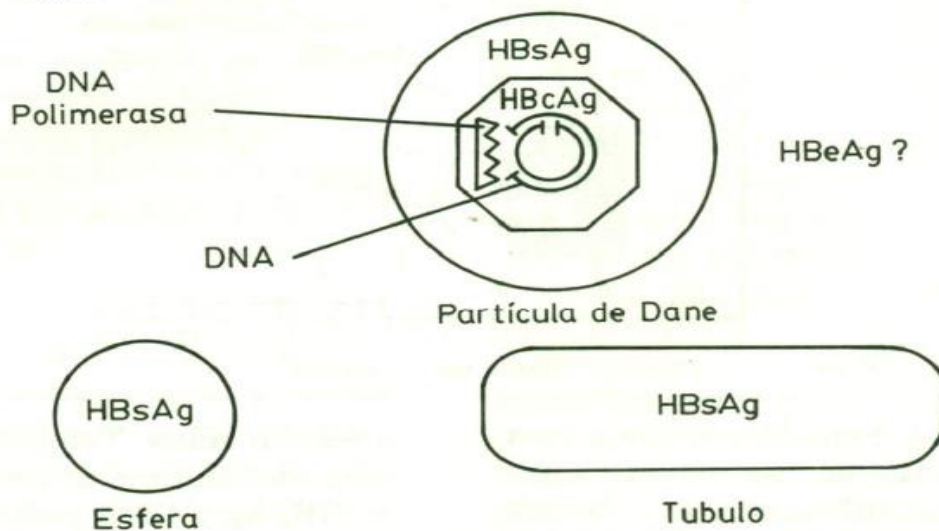 HBsAg
DNA
Polimerasa
HBcAg
HBeAg ?
DNA
Partícula de Dane
HBsAg
HBsAg
Esfera
Tubulo